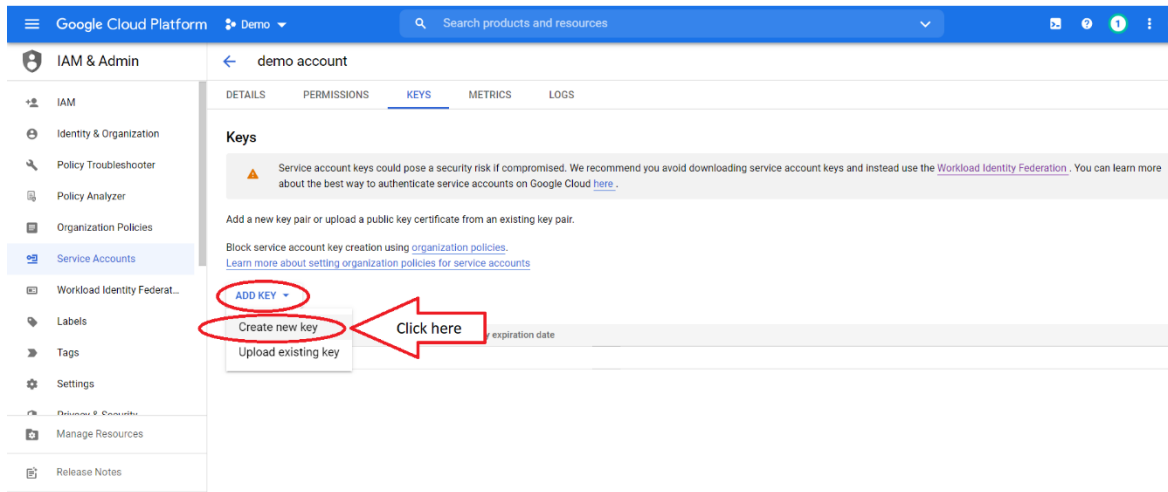 Google Cloud Platform
Demo
Search products and resources
1
IAM & Admin
demo account
IAM
Identity & Organization
Policy Troubleshooter
Policy Analyzer
Organization Policies
Service Accounts
Workload Identity Federat...
Labels
Tags
Settings
Privacy & Security
Manage Resources
Release Notes
DETAILS PERMISSIONS KEYS METRICS LOGS
Keys
Service account keys could pose a security risk if compromised. We recommend you avoid downloading service account keys and instead use the Workload Identity Federation . You can learn more
about the best way to authenticate service accounts on Google Cloud here .
Add a new key pair or upload a public key certificate from an existing key pair.
Block service account key creation using organization policies.
Learn more about setting organization policies for service accounts
ADD KEY
Create new key
Click here
expiration date
Upload existing key